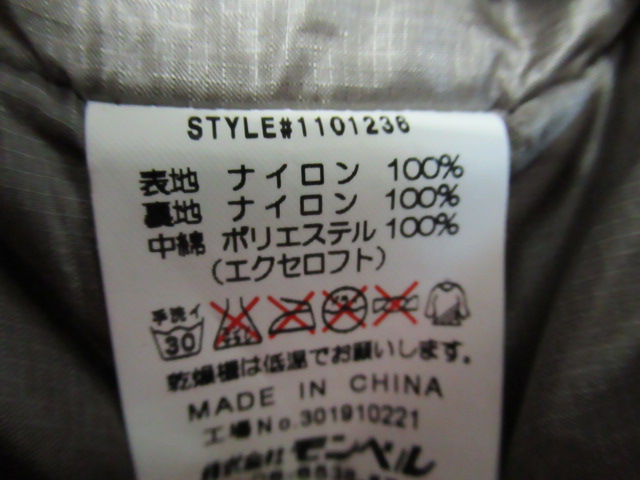 STYLE#1101236
表地 ナイロン 100%
裏地 ナイロン 100%
中綿 ポリエステル 100%
(エクセロフト)
手洗イ
30
乾燥機は低温でお願いします。
MADE IN CHINA
工場No.301910221
株式会社 モンベル